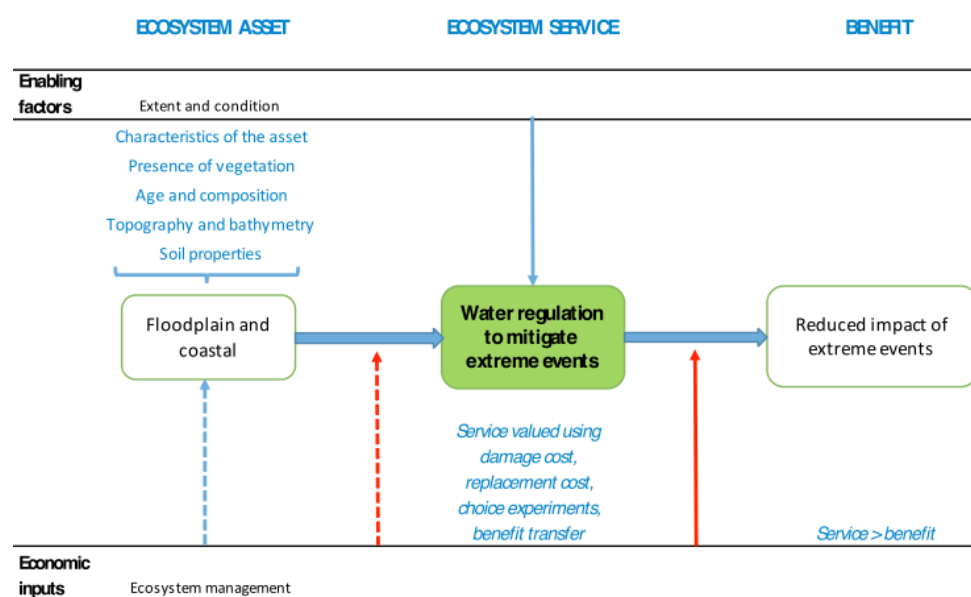 ECOSYSTEM ASSET
ECOSYSTEM SERVICE
BENEFIT
Enabling
factors
Extent and condition
Characteristics of the asset
Presence of vegetation
Age and composition
Topography and bathymetry
Soil properties
Floodplain and
coastal
Water regulation
to mitigate
extreme events
Reduced impact of
extreme events
Service valued using
damage cost,
replacement cost,
choice experiments,
benefit transfer
Service > benefit
Economic
inputs
Ecosystem management